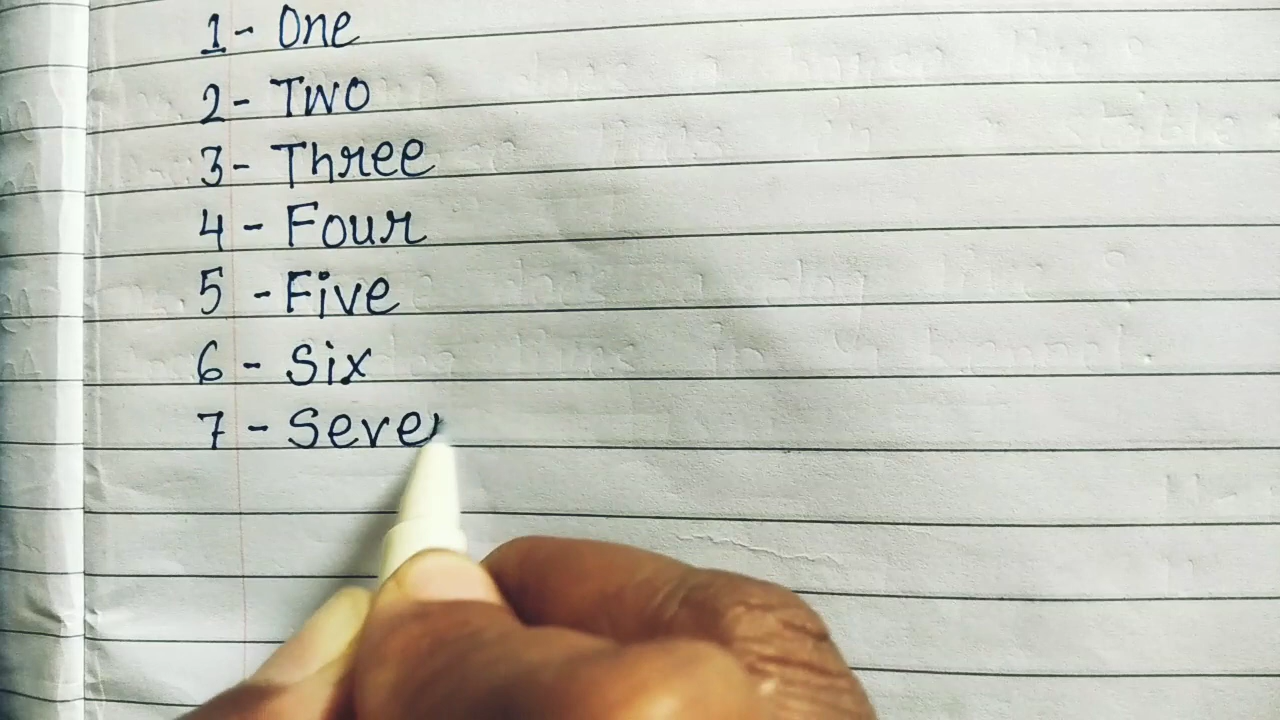 1 - One
2 - Two
3 - Three
4 - Four
5 - Five
6 - Six
7 - Seve